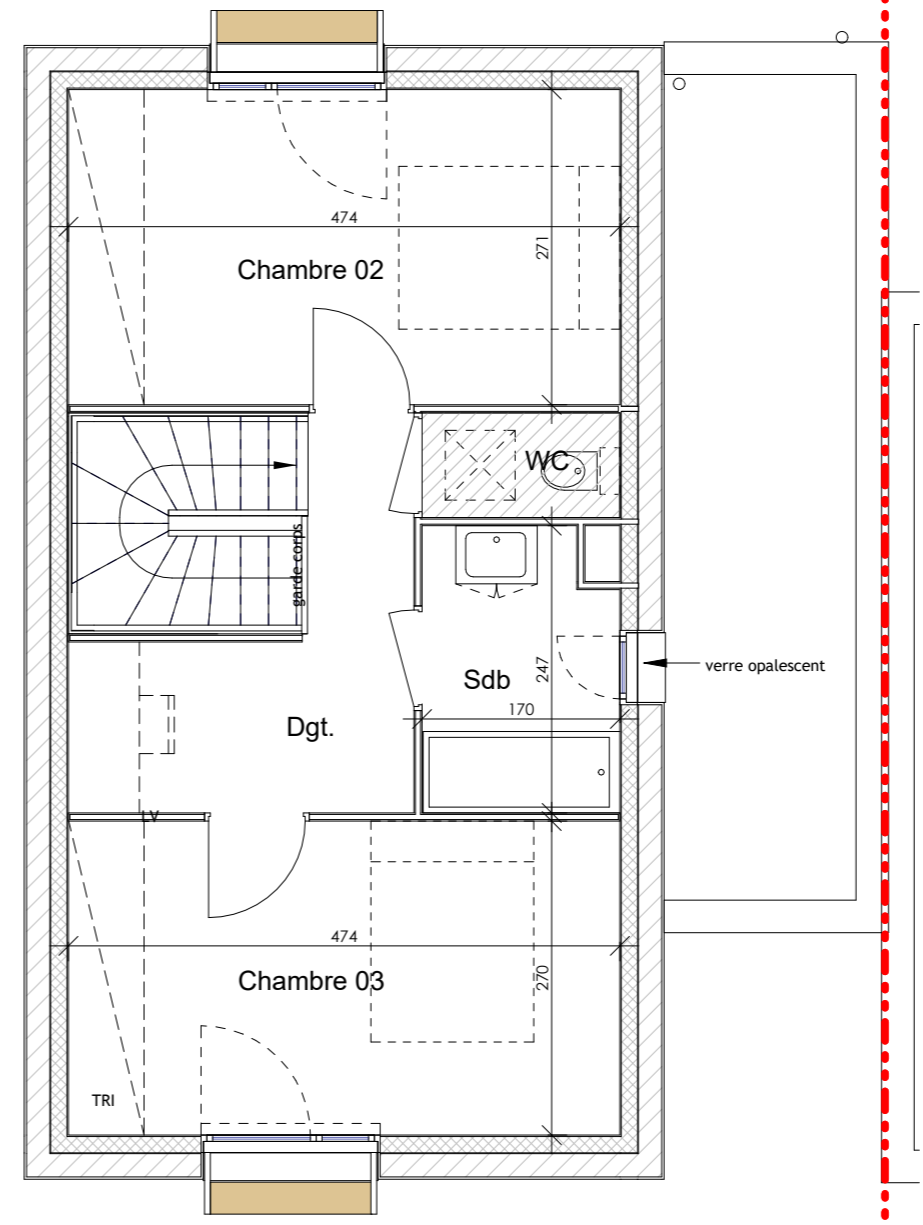 474
271
Chambre 02
WC
garde corps
247
Sdb
verre opalescent
170
Dgt.
LV
474
Chambre 03
270
TRI